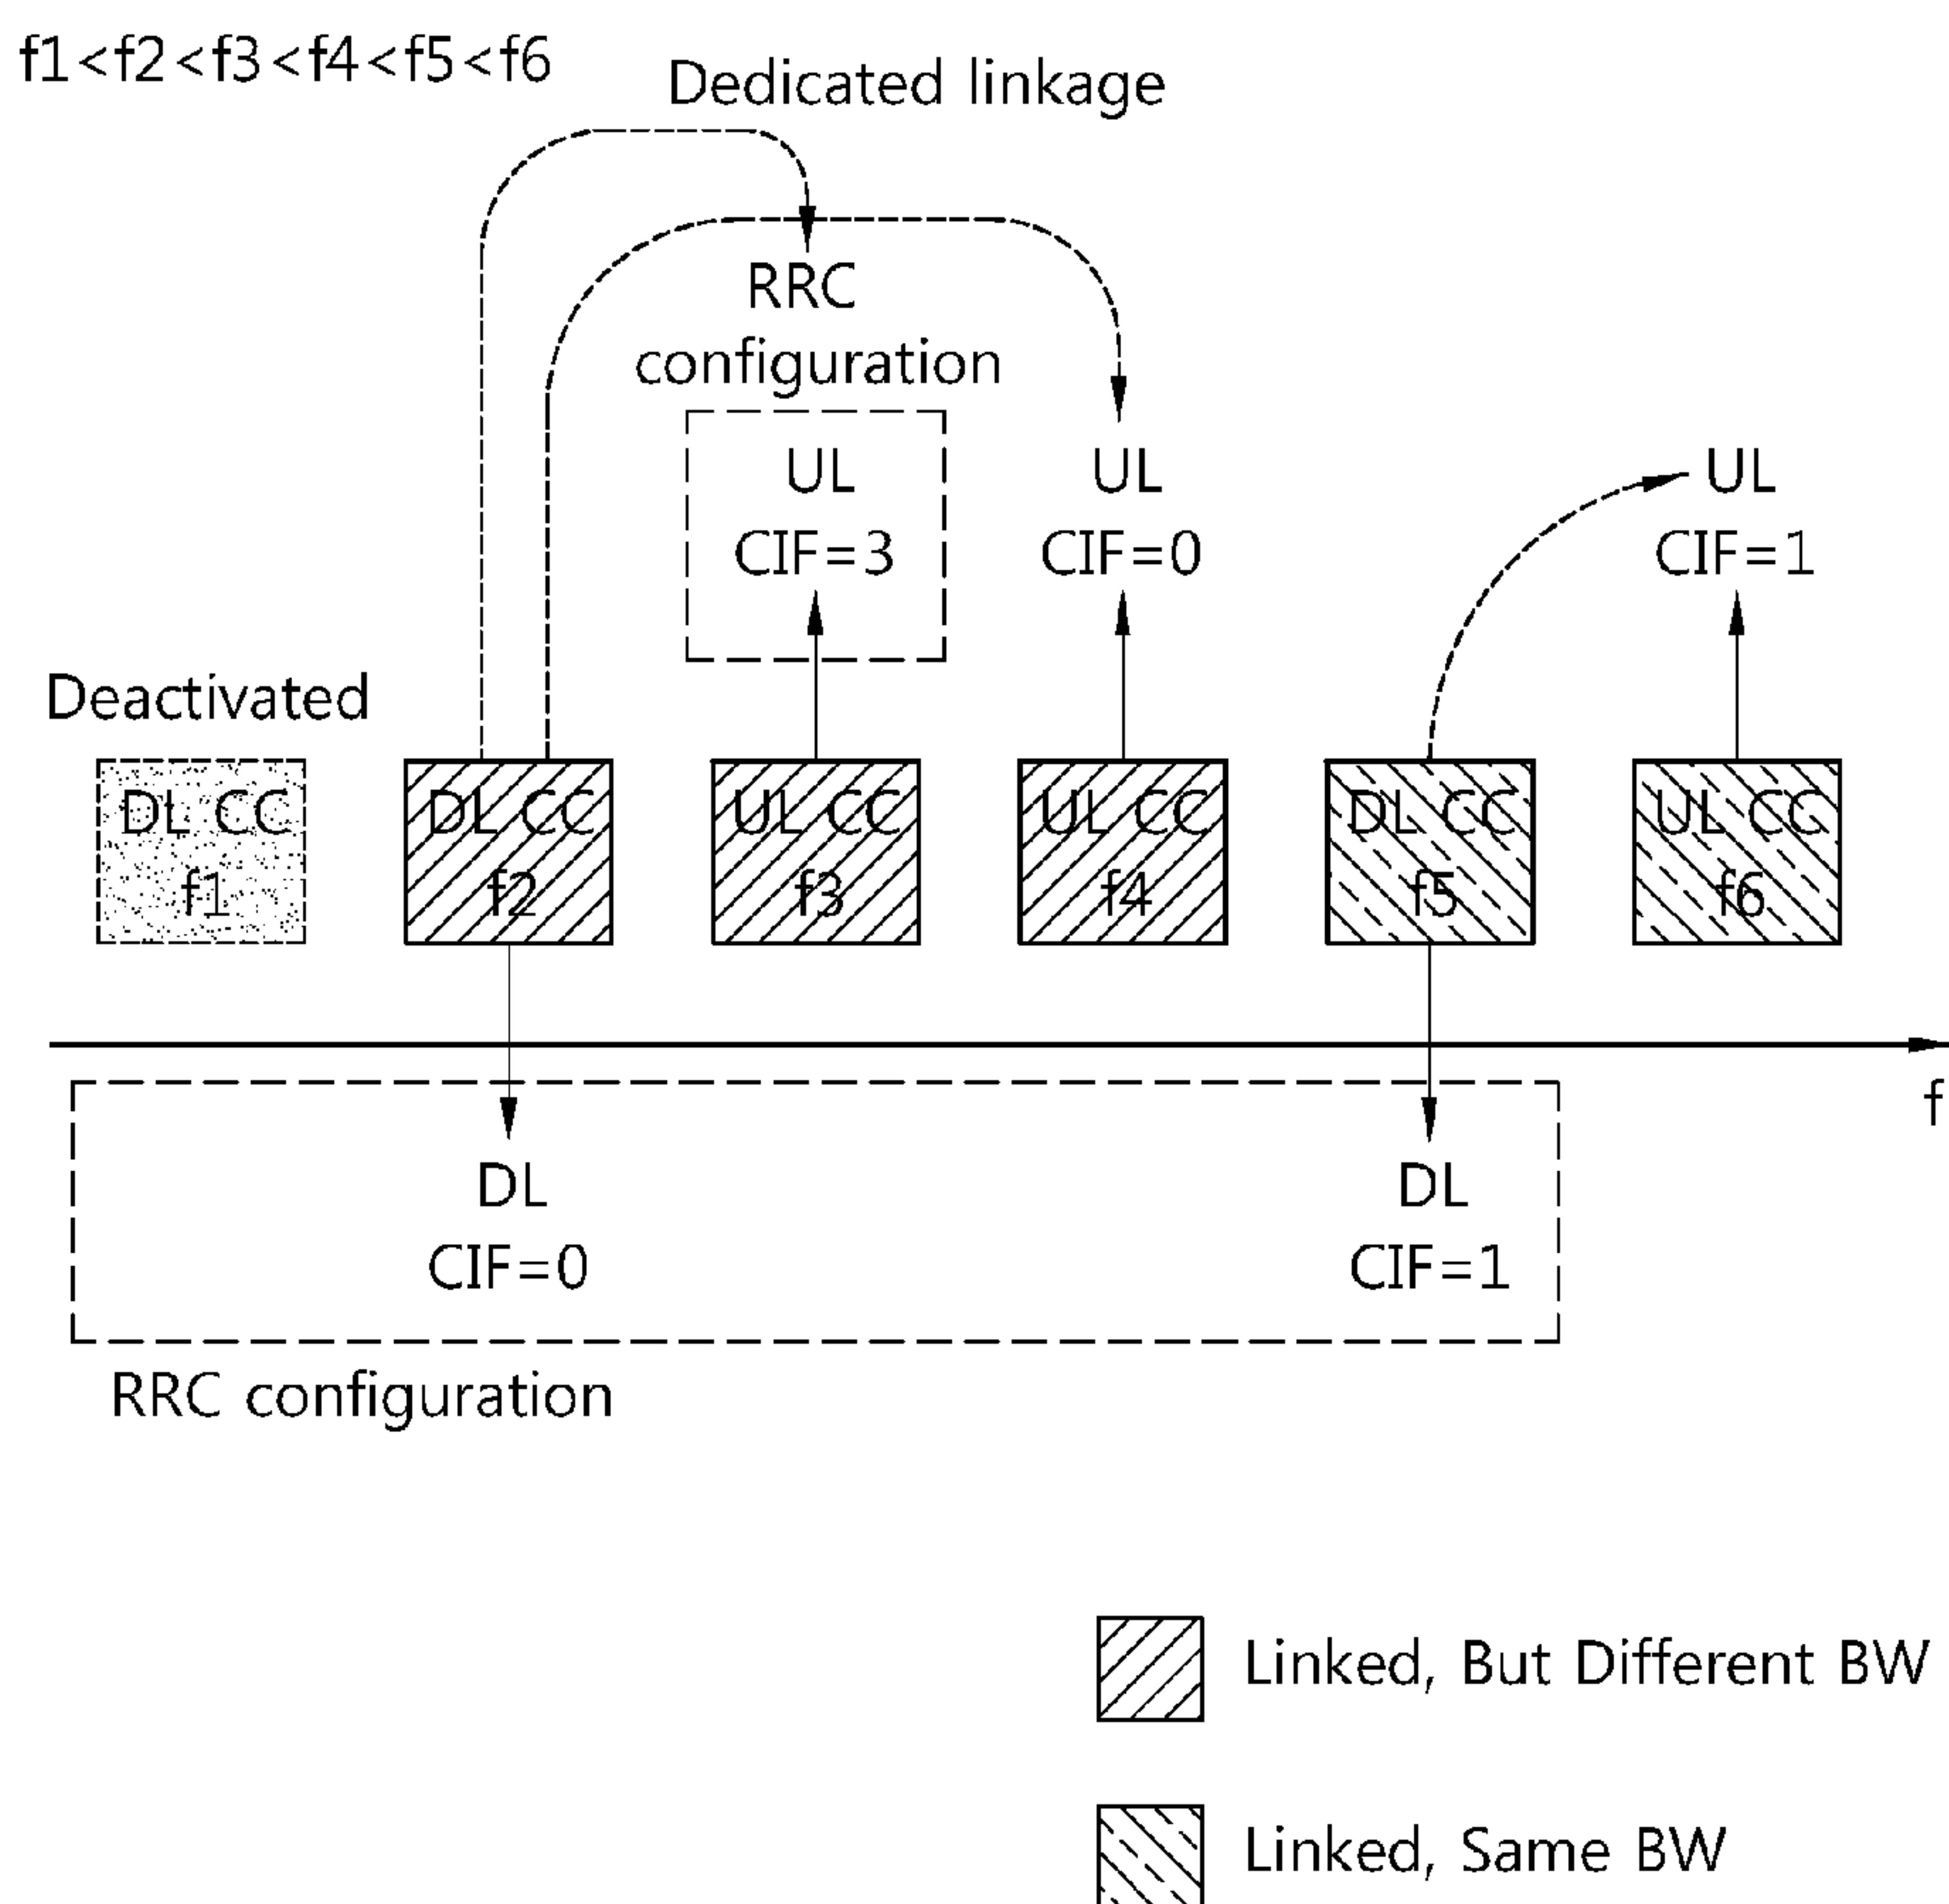 f1<f2<f3<f4<f5<f6
Dedicated linkage
RRC
configuration
UL
CIF=3
UL
CIF=0
UL
CIF=1
Deactivated
DL CC
f1
DL CC
f2
UL CC
f3
UL CC
f4
DL CC
f5
UL CC
f6
f
DL
CIF=0
DL
CIF=1
RRC configuration
Linked, But Different BW
Linked, Same BW